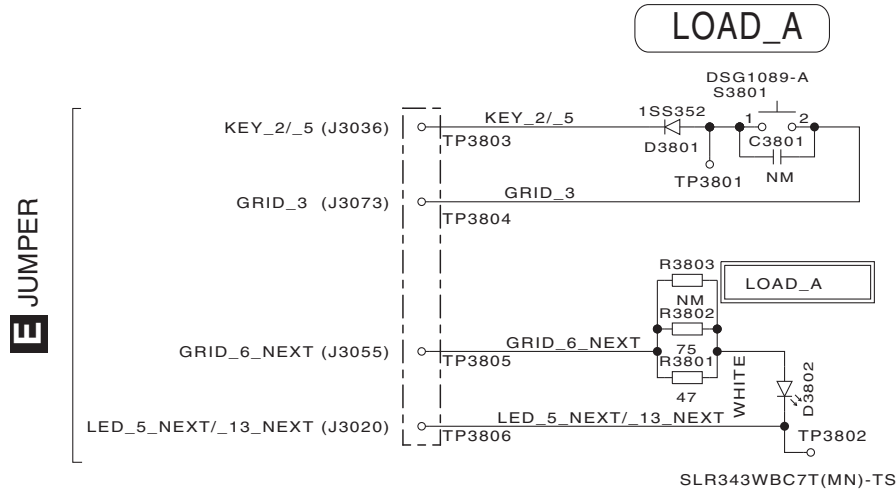 LOAD_A
DSG1089-A
S3801
KEY_2/_5 (J3036)
KEY_2/_5
1SS352
1
2
TP3803
D3801
C3801
TP3801
NM
GRID_3 (J3073)
GRID_3
TP3804
E JUMPER
R3803
LOAD_A
NM
R3802
GRID_6_NEXT (J3055)
GRID_6_NEXT
75
TP3805
R3801
47
WHITE
D3802
LED_5_NEXT/_13_NEXT (J3020)
LED_5_NEXT/_13_NEXT
TP3806
TP3802
SLR343WBC7T(MN)-TS